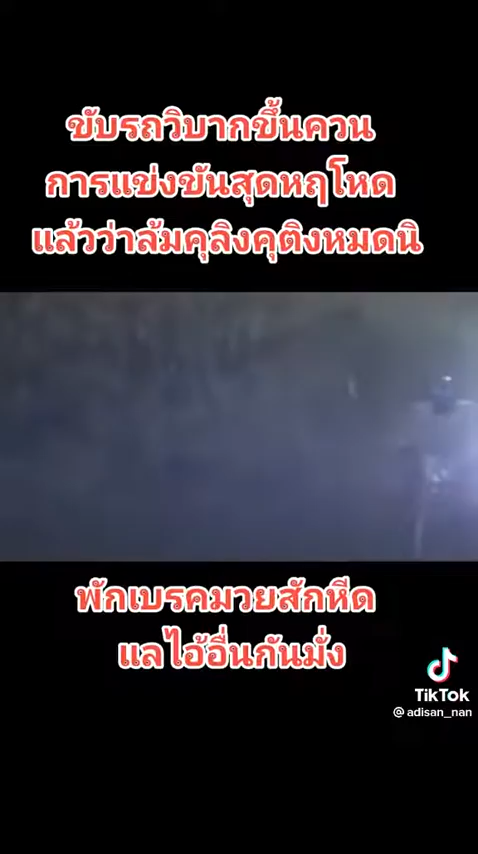 ขับรถวิบากขึ้นควน
การแข่งขันสุดหฤโหด
แล้วว่าล้มคุลิงคุติงหมดนิ
พักเบรคมวยสักหีด
แลไอ้อื่นกันมั่ง
TikTok
@adisan_nan